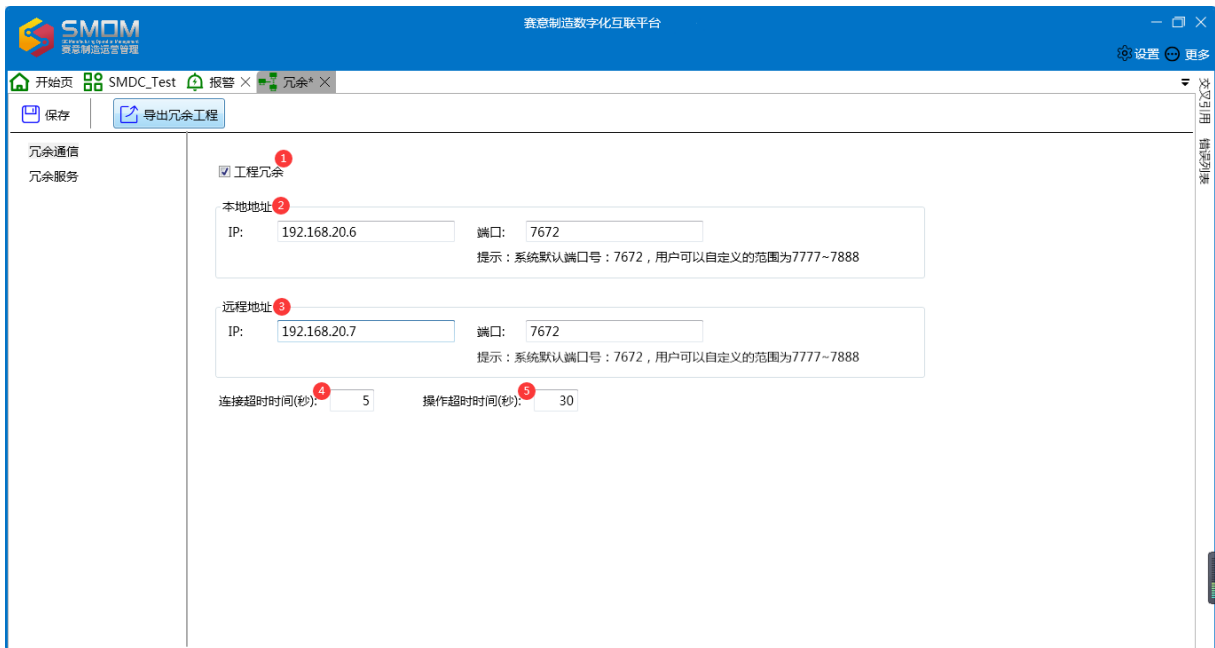 SMOM
赛意制造运营管理
赛意制造数字化互联平台
设置 更多
开始页 SMDC_Test 报警 冗余*
保存 导出冗余工程
交叉引用
错误列表
冗余通信
冗余服务
1
工程冗余
本地地址 2
IP: 192.168.20.6 端口: 7672
提示：系统默认端口号：7672，用户可以自定义的范围为7777~7888
远程地址 3
IP: 192.168.20.7 端口: 7672
提示：系统默认端口号：7672，用户可以自定义的范围为7777~7888
连接超时时间(秒): 4 5 操作超时时间(秒): 5 30